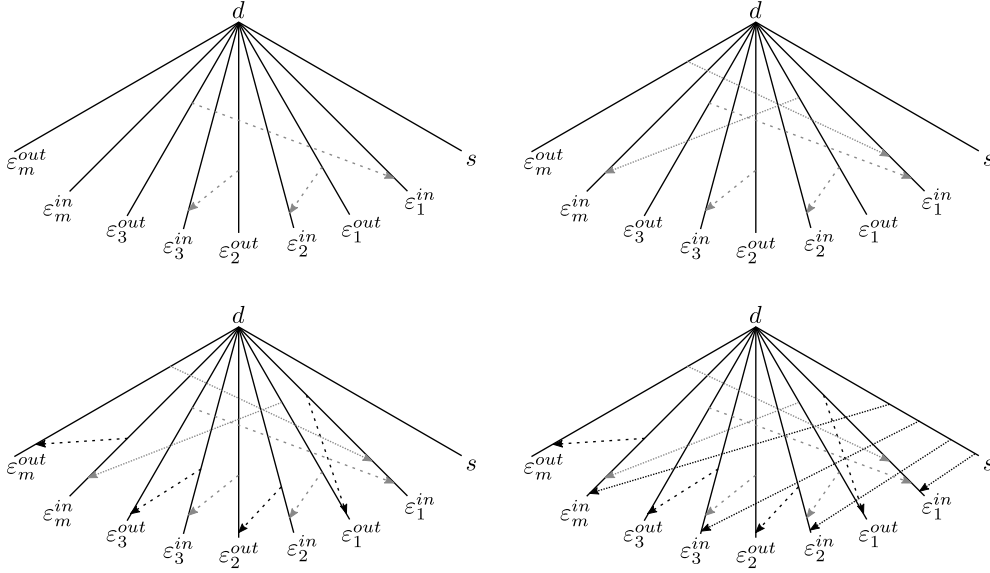 d d
ε_m^{out} s ε_m^{out} s
ε_m^{in} ε_1^{in} ε_m^{in} ε_1^{in}
ε_3^{out} ε_1^{out} ε_3^{out} ε_1^{out}
ε_3^{in} ε_2^{out} ε_2^{in} ε_3^{in} ε_2^{out} ε_2^{in}
d d
ε_m^{out} s ε_m^{out} s
ε_m^{in} ε_1^{in} ε_m^{in} ε_1^{in}
ε_3^{out} ε_1^{out} ε_3^{out} ε_1^{out}
ε_3^{in} ε_2^{out} ε_2^{in} ε_3^{in} ε_2^{out} ε_2^{in}